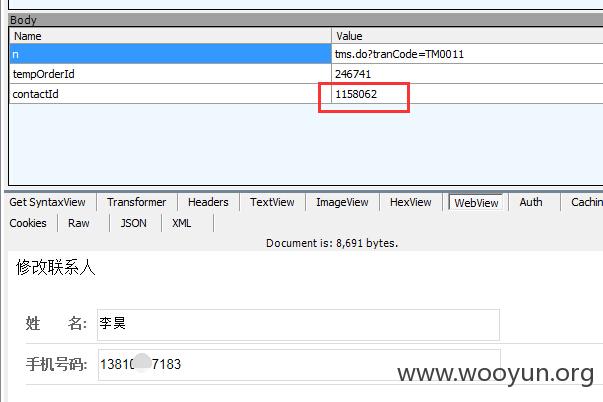 Body
Name Value
n tms.do?tranCode=TM0011
tempOrderId 246741
contactId 1158062
Get SyntaxView Transformer Headers TextView ImageView HexView WebView Auth Cachin
Cookies Raw JSON XML
Document is: 8,691 bytes.
修改联系人
姓 名: 李昊
手机号码: 13810 7183
www.wooyun.org